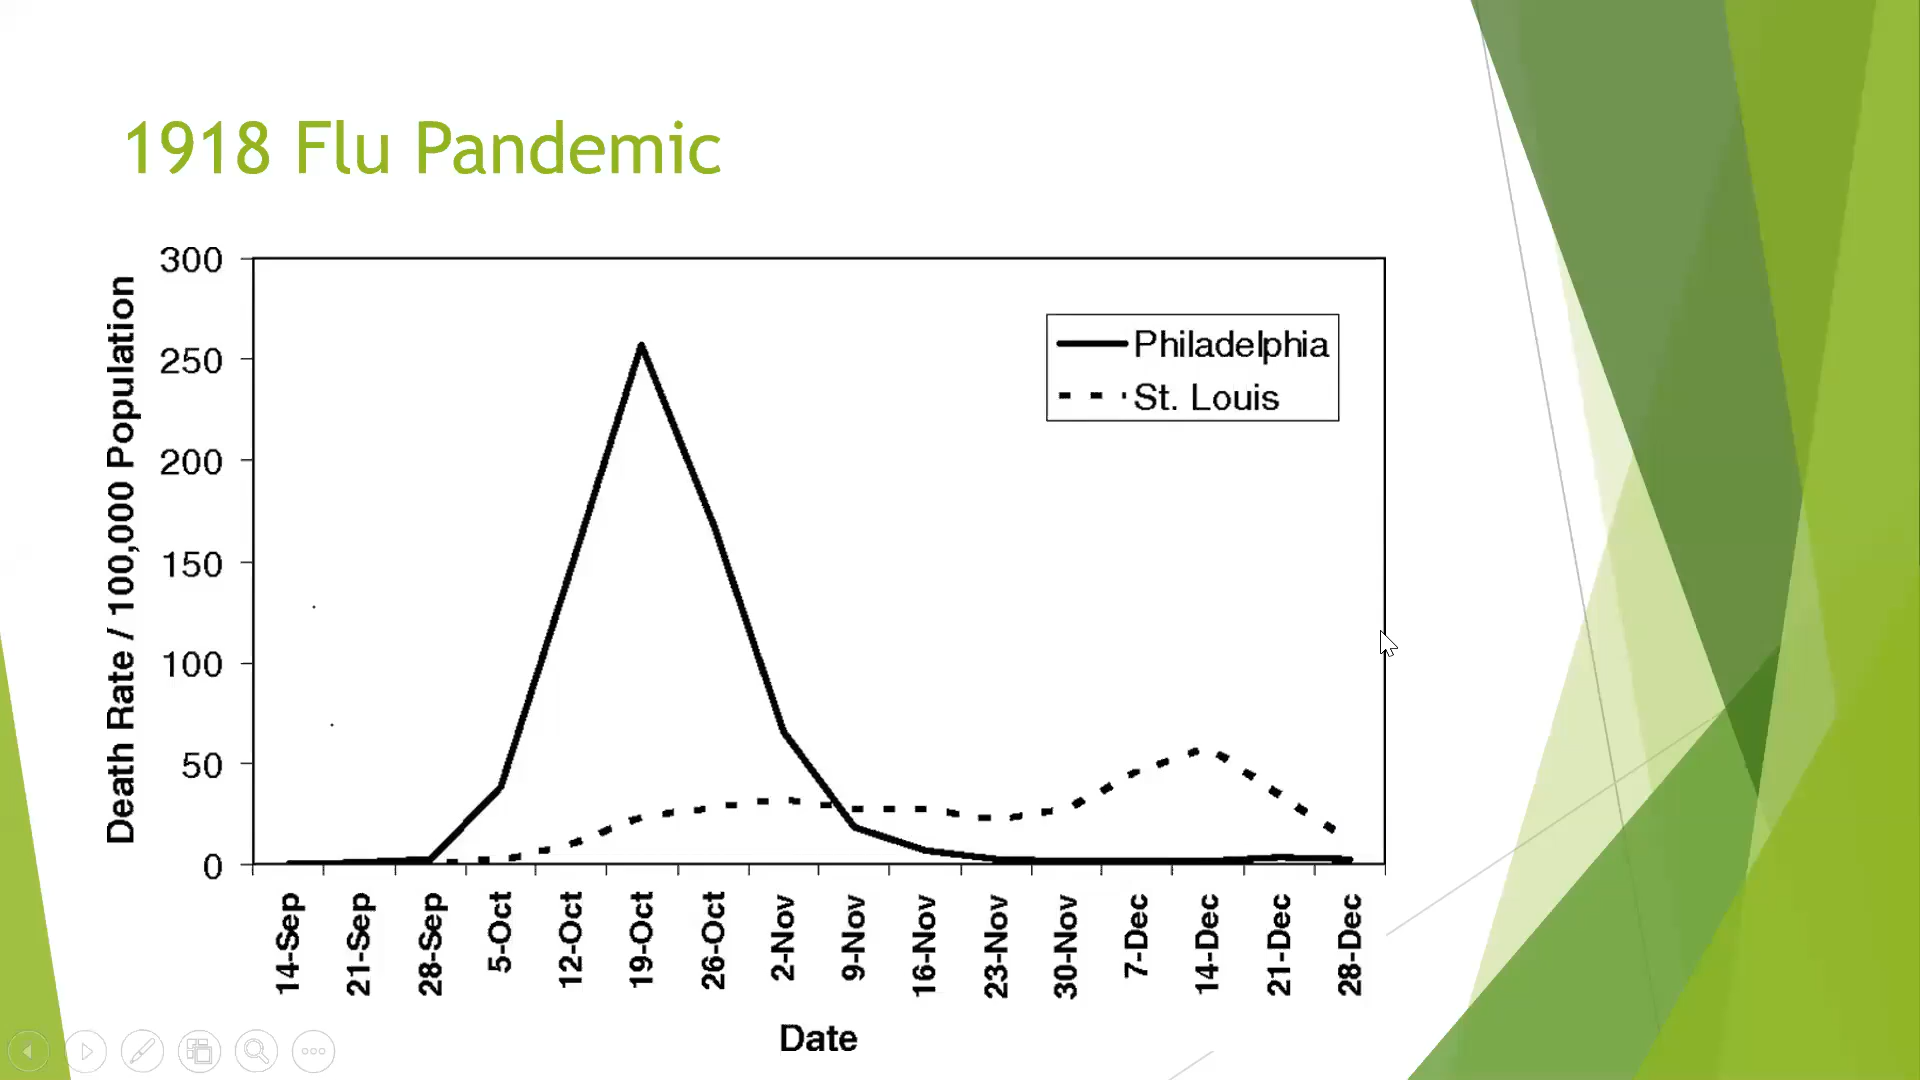 1918 Flu Pandemic
Death Rate / 100,000 Population
300
250
200
150
100
50
0
Philadelphia
St. Louis
14-Sep
21-Sep
28-Sep
5-Oct
12-Oct
19-Oct
26-Oct
2-Nov
9-Nov
16-Nov
23-Nov
30-Nov
7-Dec
14-Dec
21-Dec
28-Dec
Date